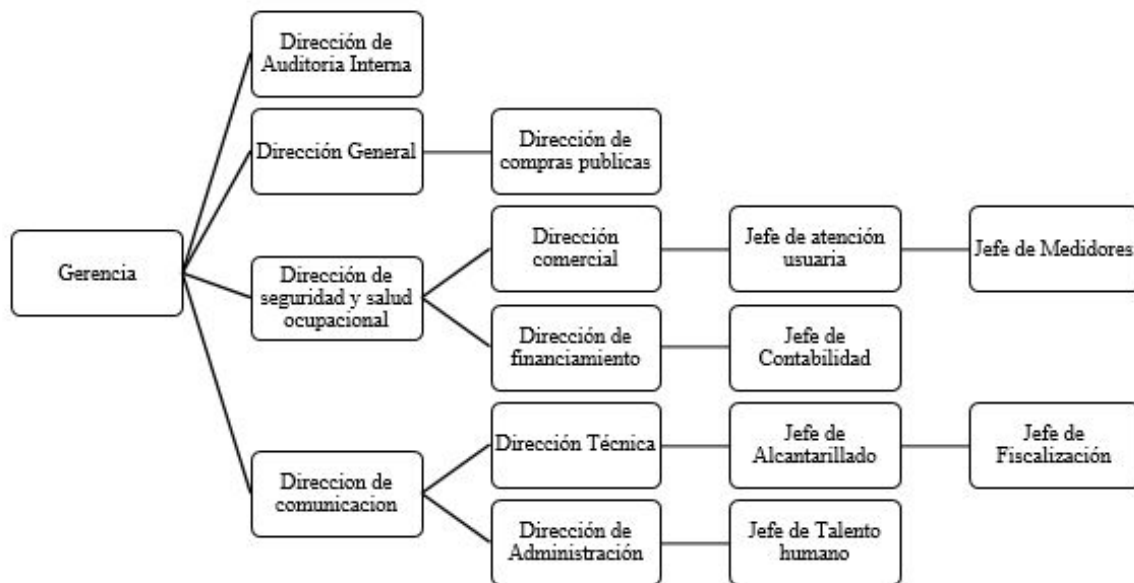 Dirección de
Auditoria Interna
Dirección General
Dirección de
compras publicas
Gerencia
Dirección de
seguridad y salud
ocupacional
Dirección
comercial
Jefe de atención
usuaria
Jefe de Medidores
Dirección de
financiamiento
Jefe de
Contabilidad
Direccion de
comunicacion
Dirección Técnica
Jefe de
Alcantarillado
Jefe de
Fiscalización
Dirección de
Administración
Jefe de Talento
humano